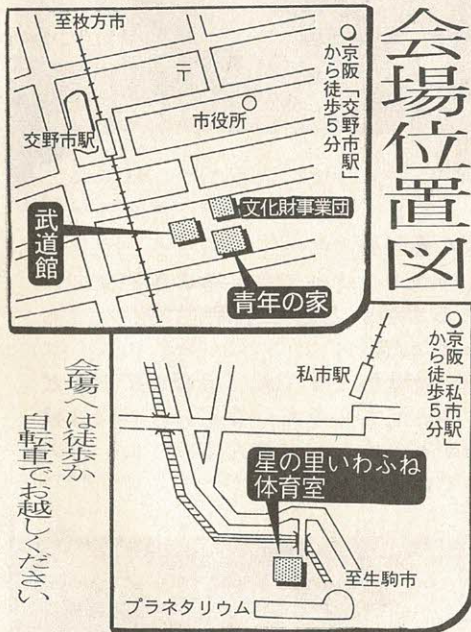 会場位置図
○京阪「交野市駅」
から徒歩5分
至枚方市
〒
市役所
交野市駅
文化財事業団
武道館
青年の家
○京阪「私市駅」
から徒歩5分
私市駅
星の里いわふね
体育室
至生駒市
プラネタリウム
会場へは徒歩か
自転車でお越しください